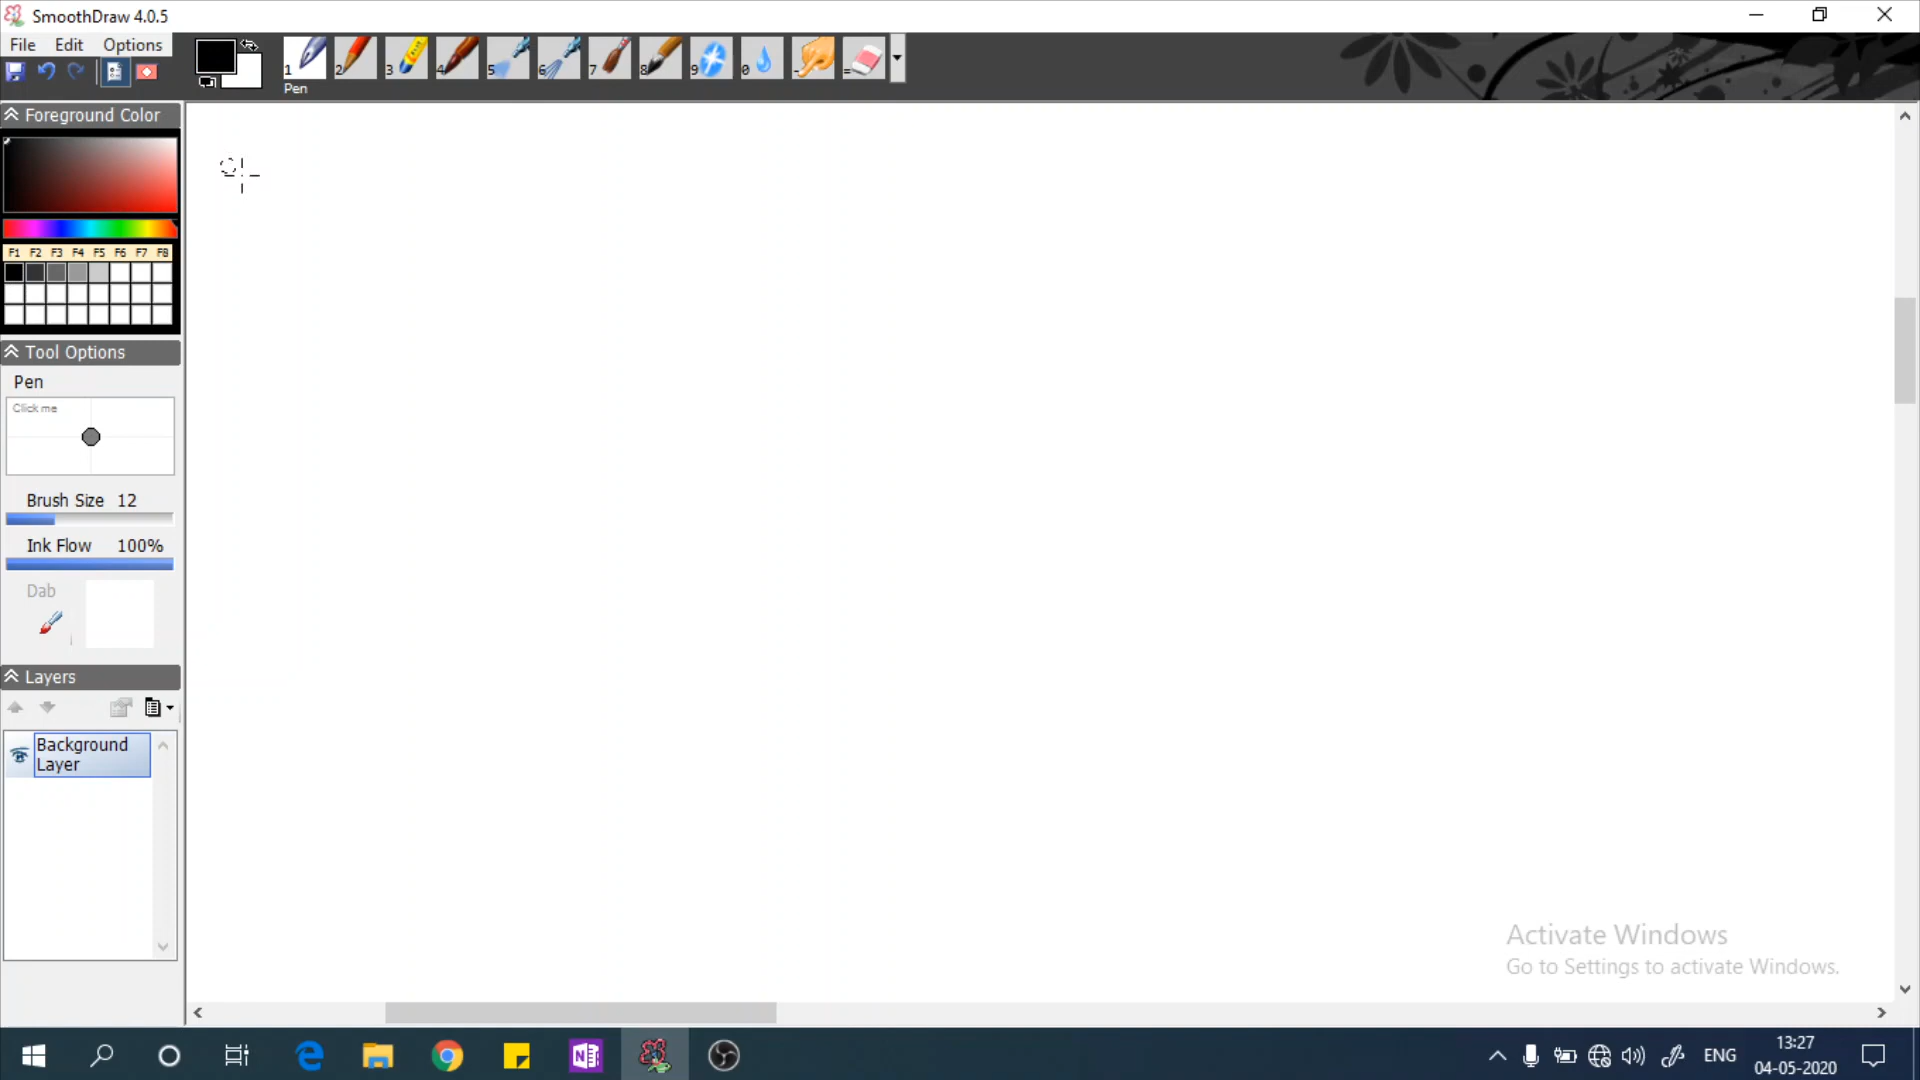 SmoothDraw 4.0.5
File Edit Options
1 2 3 4 5 6 7 8 9 0 - =
Pen
Foreground Color
F1 F2 F3 F4 F5 F6 F7 F8
Tool Options
Pen
Click me
Brush Size 12
Ink Flow 100%
Dab
Layers
Background
Layer
Activate Windows
Go to Settings to activate Windows.
N
ENG
13:27
04-05-2020